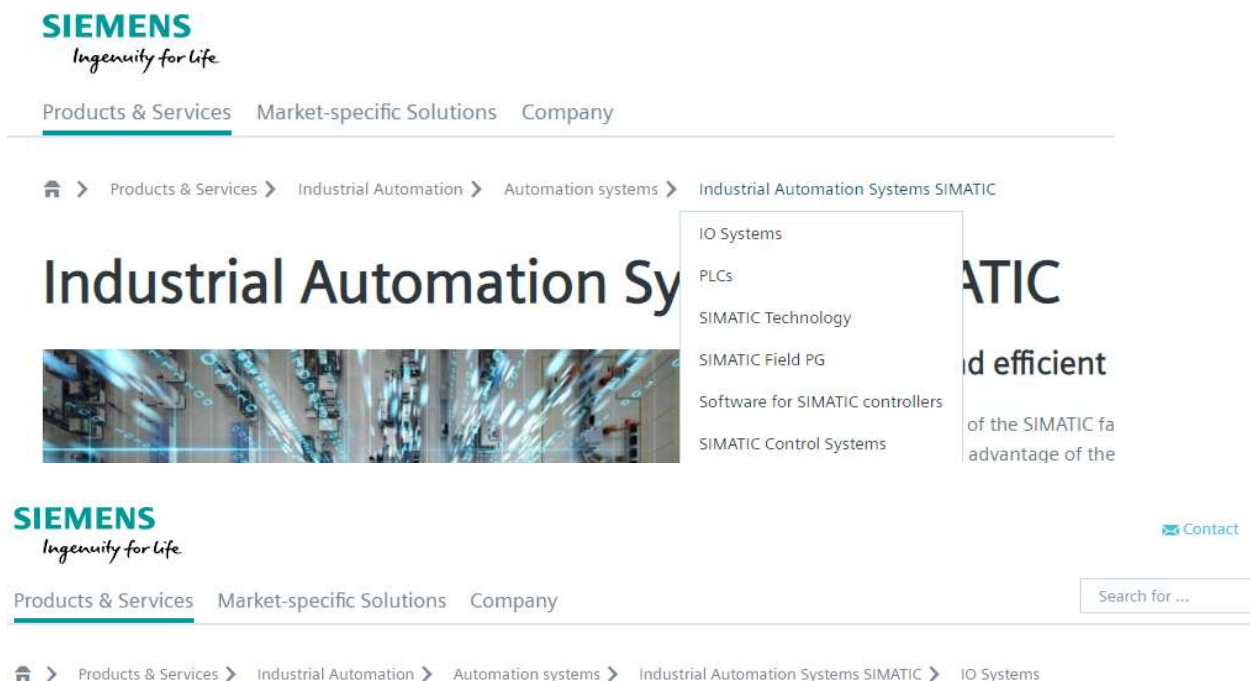 SIEMENS
Ingenuity for life
Products & Services Market-specific Solutions Company
Products & Services Industrial Automation Automation systems Industrial Automation Systems SIMATIC
IO Systems
PLCs
SIMATIC Technology
SIMATIC Field PG
Software for SIMATIC controllers
SIMATIC Control Systems
Industrial Automation Sy ATIC
d efficient
of the SIMATIC fa
advantage of the
SIEMENS
Ingenuity for life
Contact
Products & Services Market-specific Solutions Company
Search for ...
Products & Services Industrial Automation Automation systems Industrial Automation Systems SIMATIC IO Systems